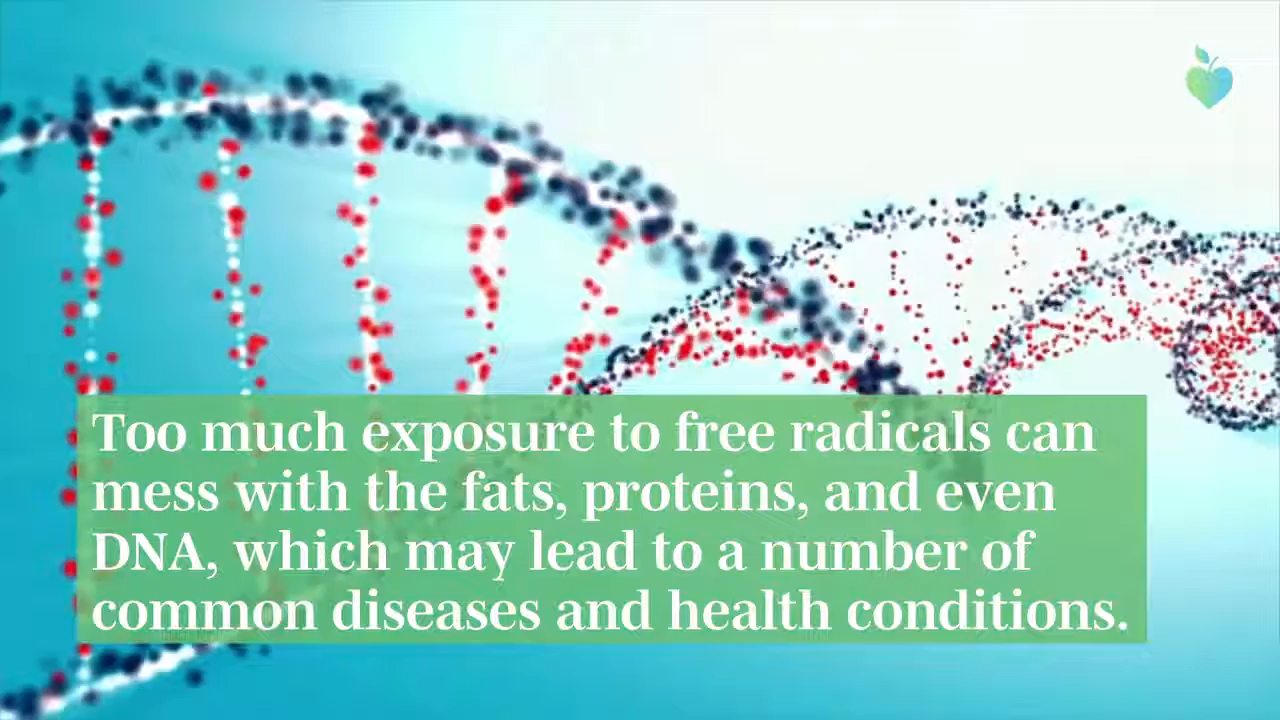 Too much exposure to free radicals can
mess with the fats, proteins, and even
DNA, which may lead to a number of
common diseases and health conditions.